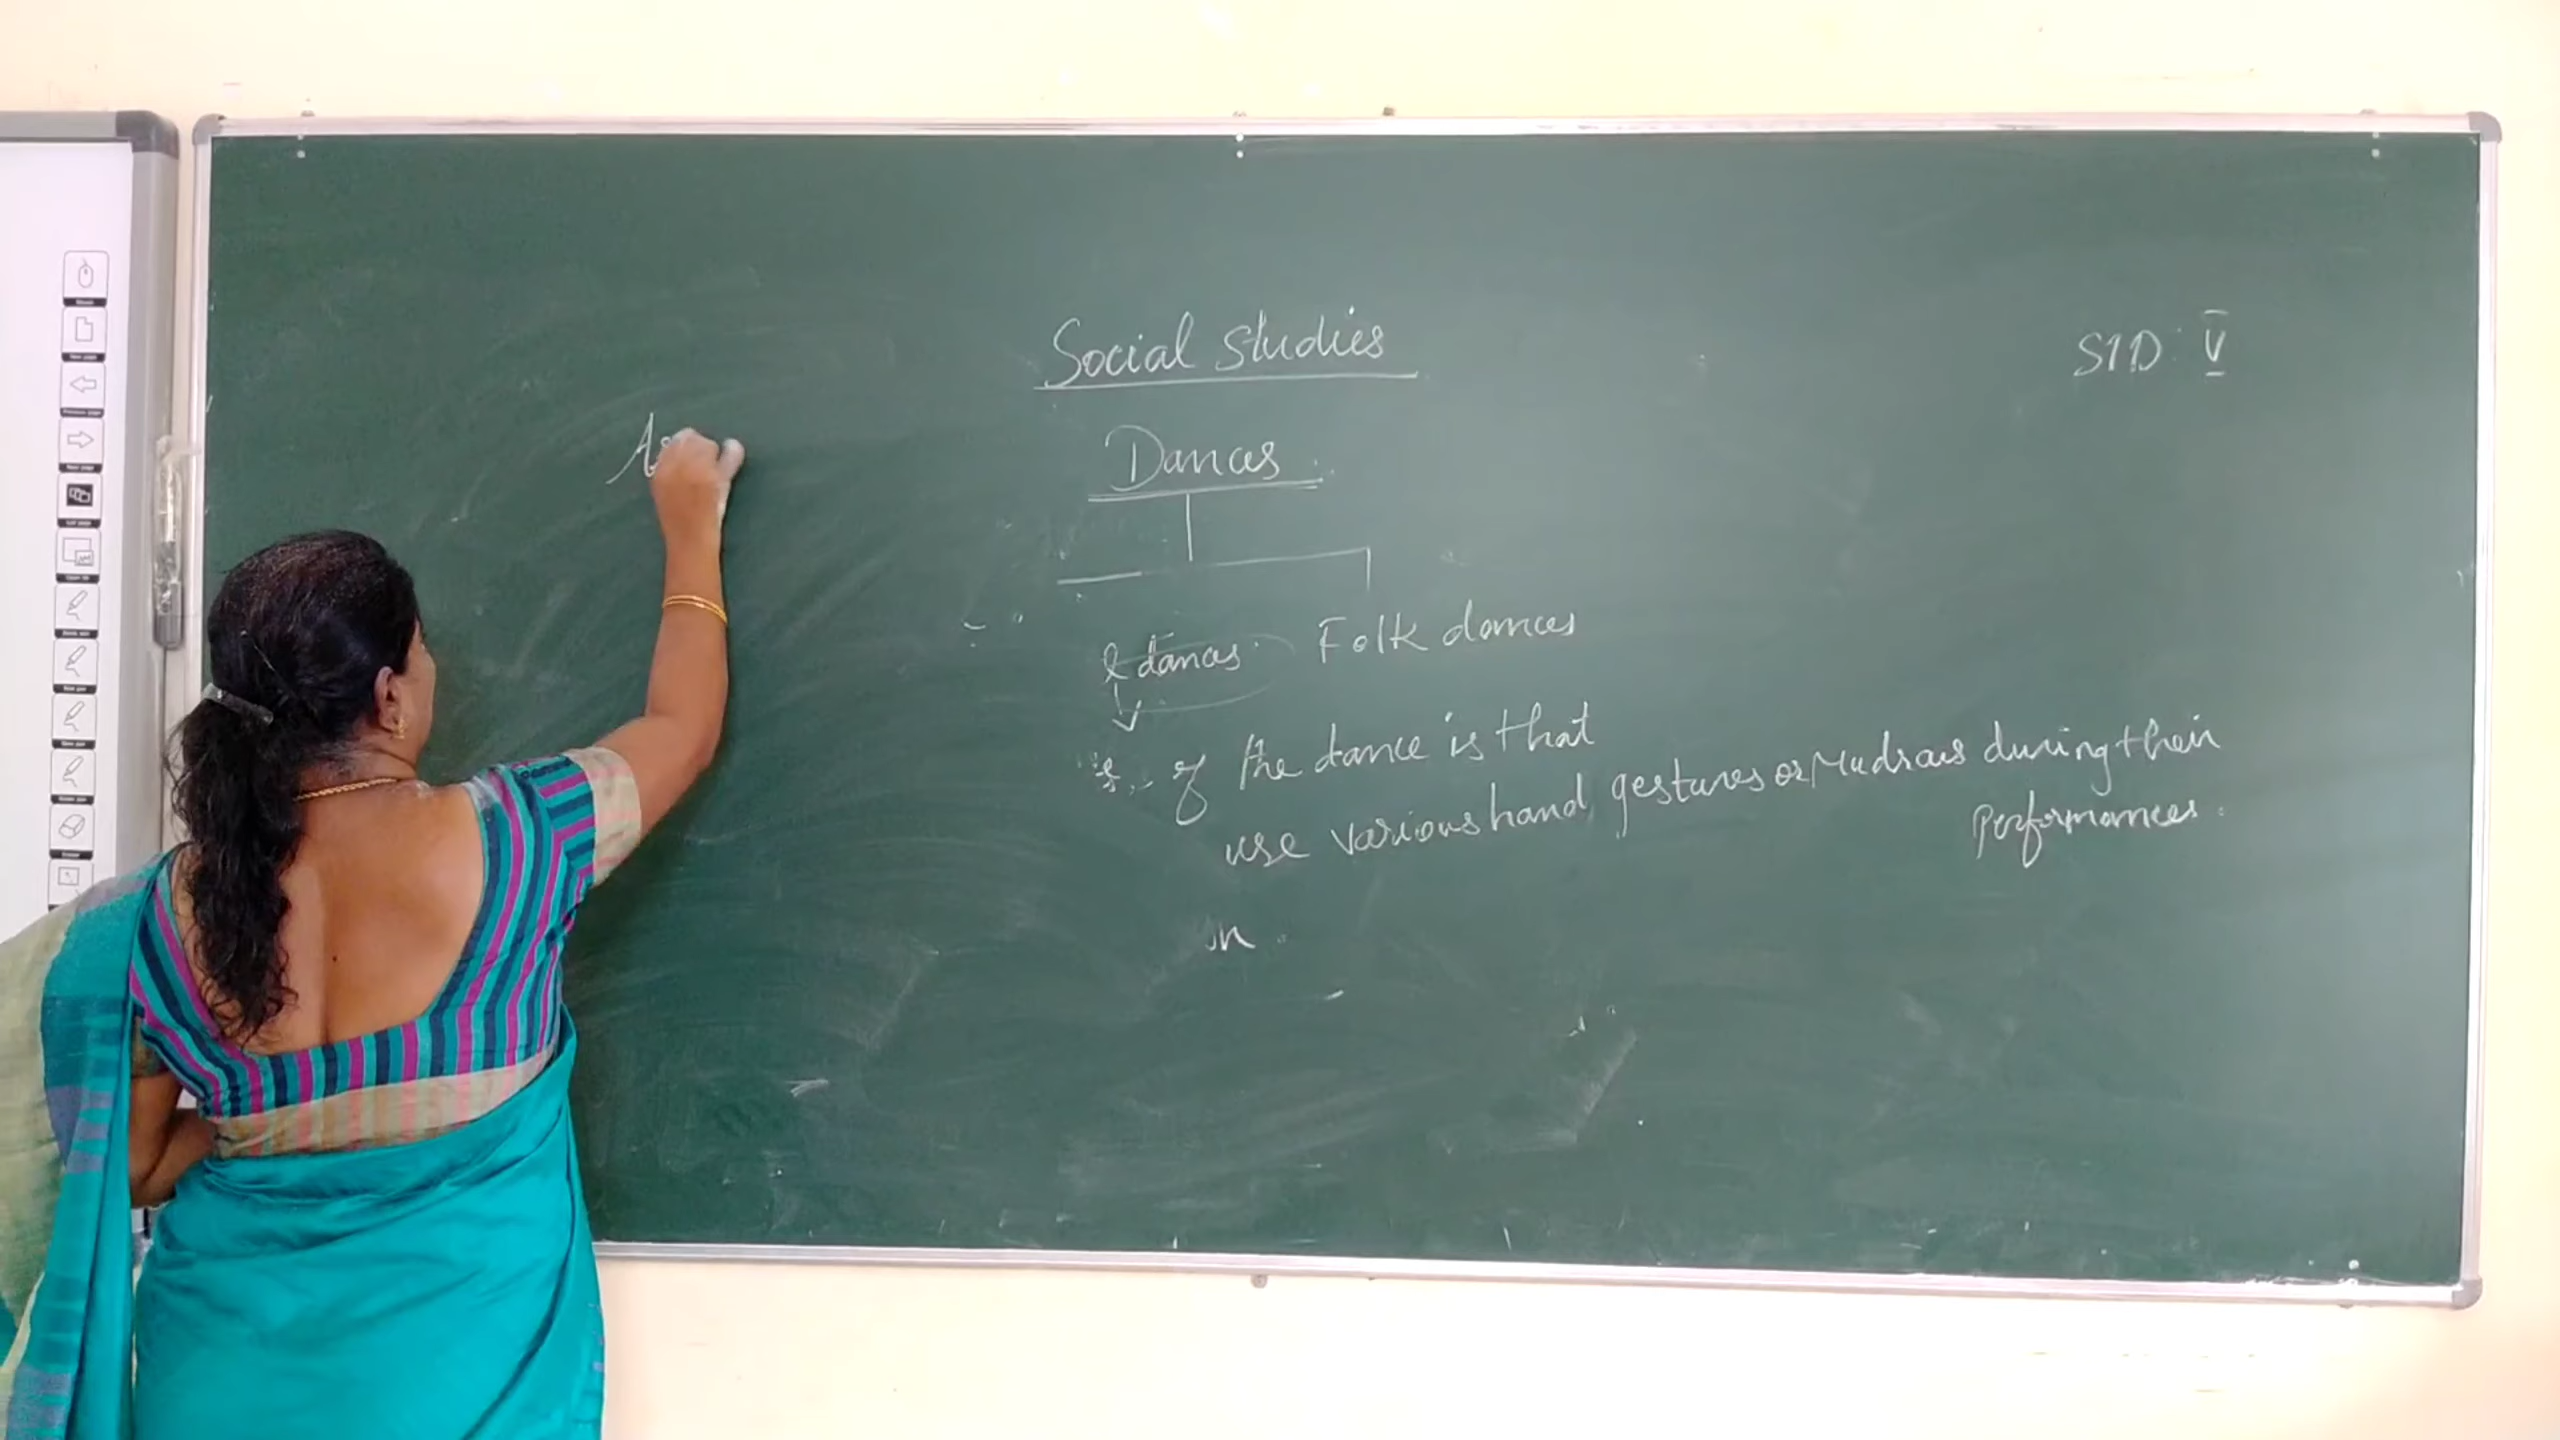 Social Studies
STD: V
Dances
dances. Folk dances
of the dance is that
use various hand gestures or Mudras during their
performances.